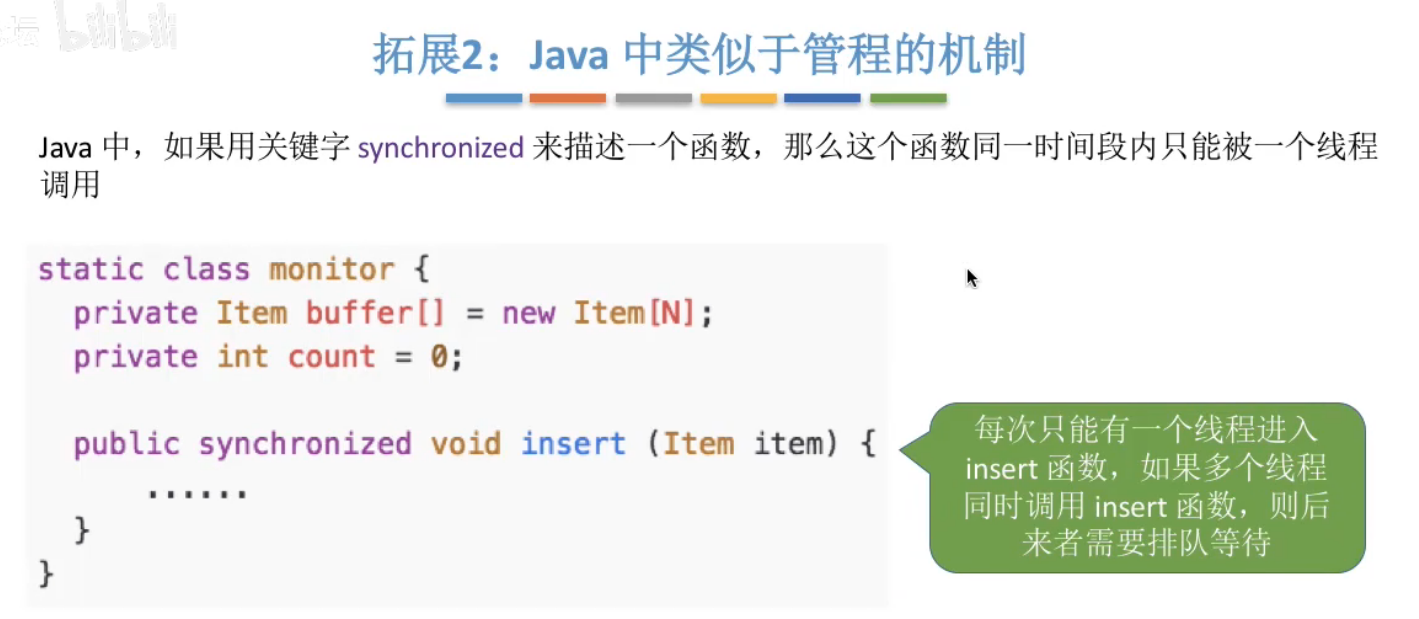 坛 bilibili
拓展2：Java 中类似于管程的机制
Java 中，如果用关键字 synchronized 来描述一个函数，那么这个函数同一时间段内只能被一个线程
调用
static class monitor {
private Item buffer[] = new Item[N];
private int count = 0;
public synchronized void insert (Item item) {
......
}
}
每次只能有一个线程进入
insert 函数，如果多个线程
同时调用 insert 函数，则后
来者需要排队等待